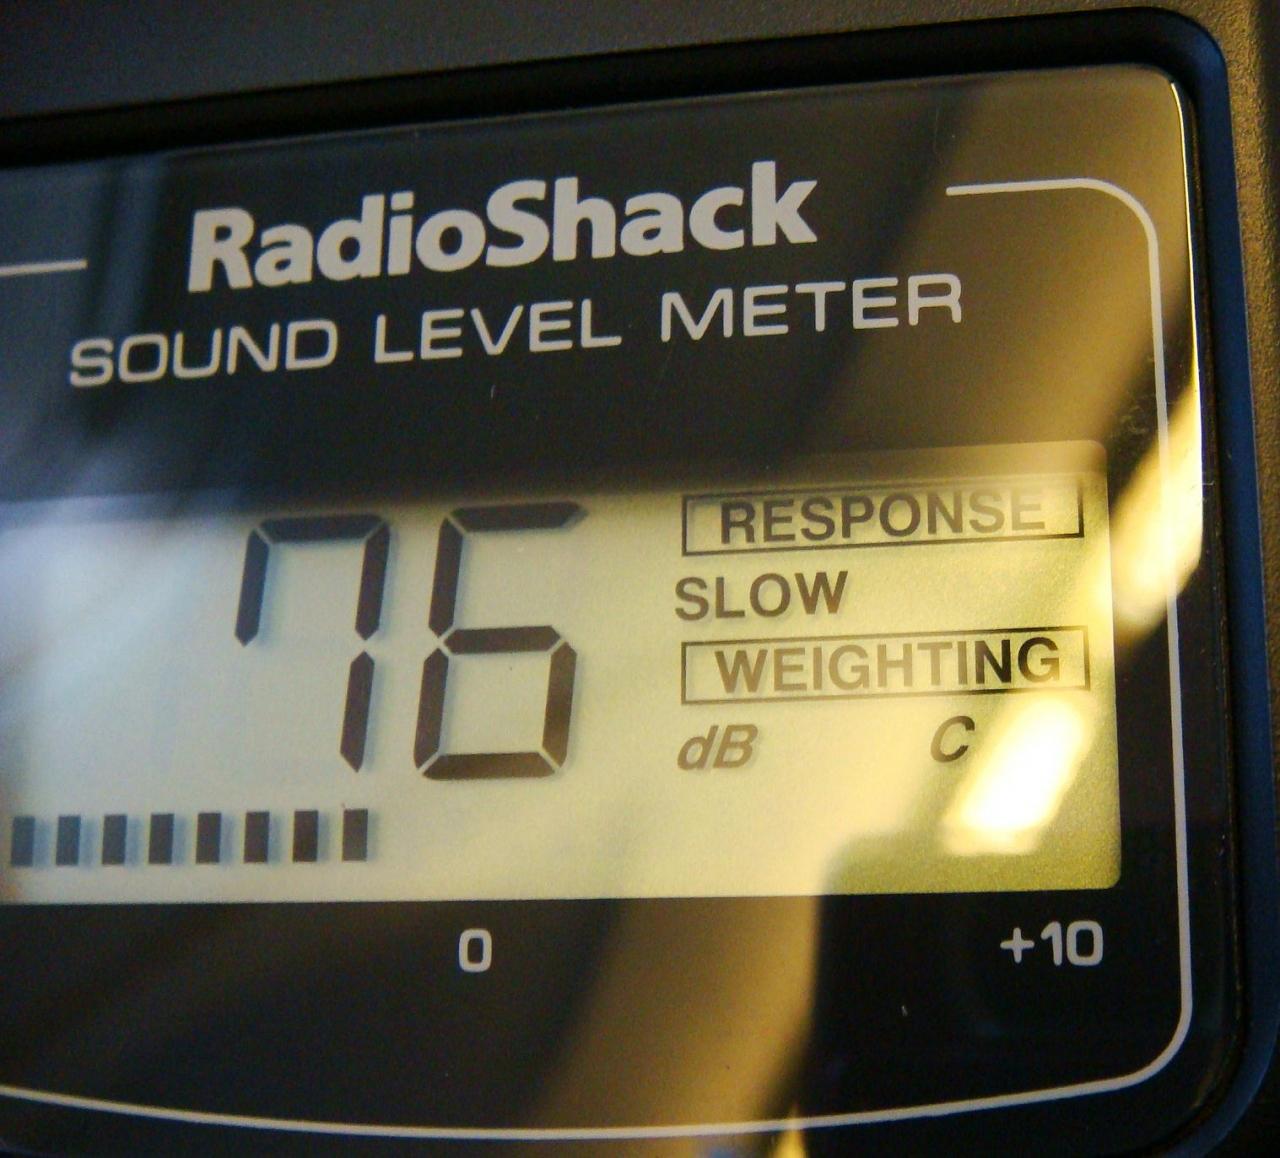 RadioShack
SOUND LEVEL METER
76
RESPONSE
SLOW
WEIGHTING
dB C
0 +10